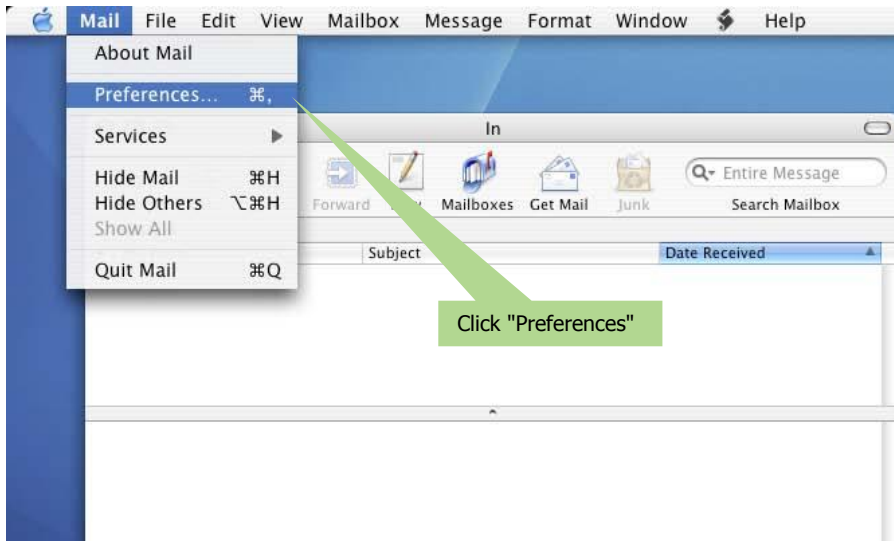 Mail File Edit View Mailbox Message Format Window Help
About Mail
Preferences... ⌘,
Services
In
Hide Mail ⌘H
Hide Others ⌥⌘H
Show All
Quit Mail ⌘Q
Forward Mailboxes Get Mail Junk
Entire Message
Search Mailbox
Subject Date Received
Click "Preferences"